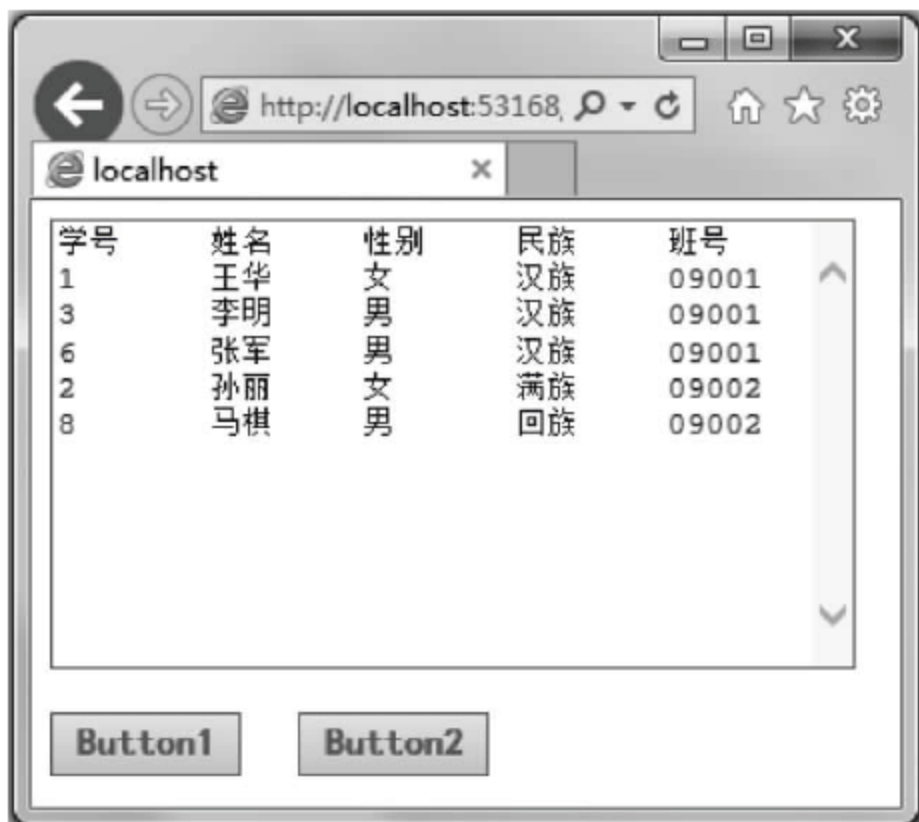 http://localhost:53168,
localhost
学号 姓名 性别 民族 班号
1 王华 女 汉族 09001
3 李明 男 汉族 09001
6 张军 男 汉族 09001
2 孙丽 女 满族 09002
8 马棋 男 回族 09002
Button1 Button2